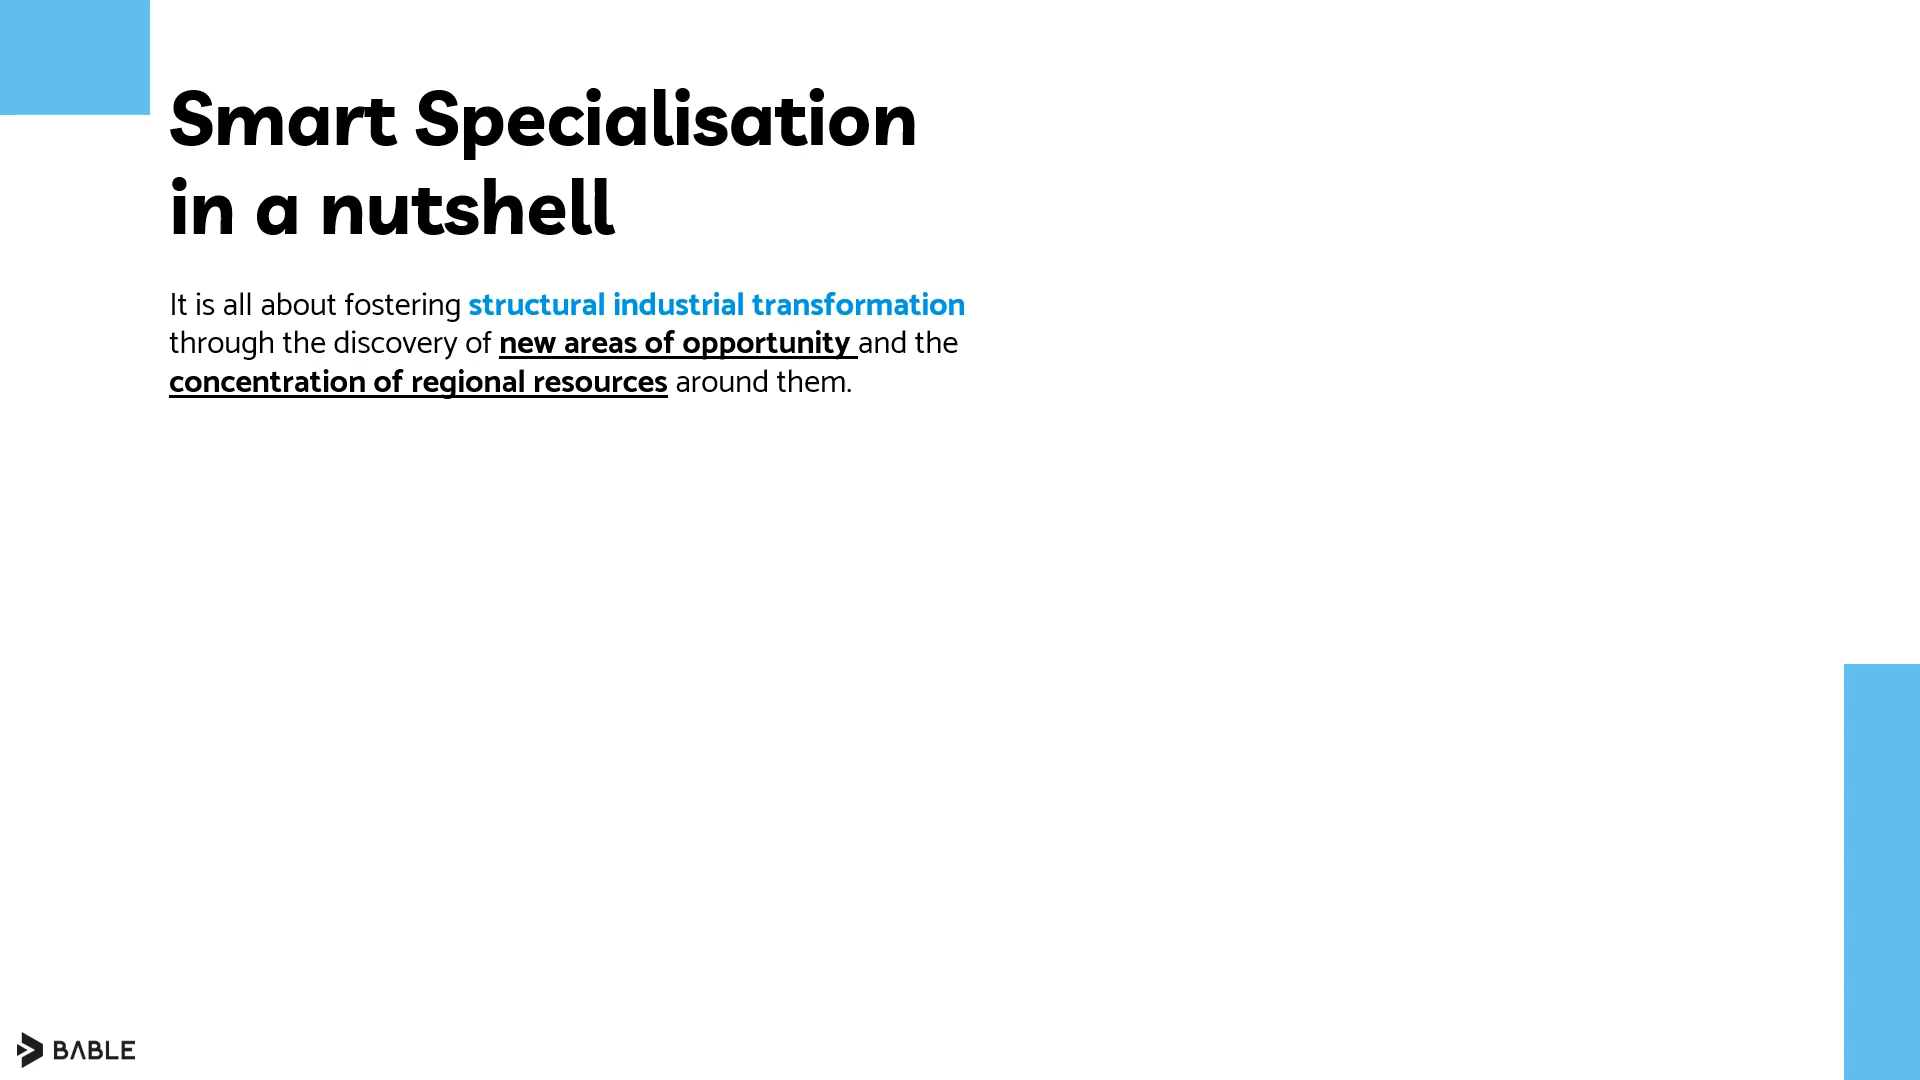 Smart Specialisation
in a nutshell
It is all about fostering structural industrial transformation
through the discovery of new areas of opportunity and the
concentration of regional resources around them.
BABLE